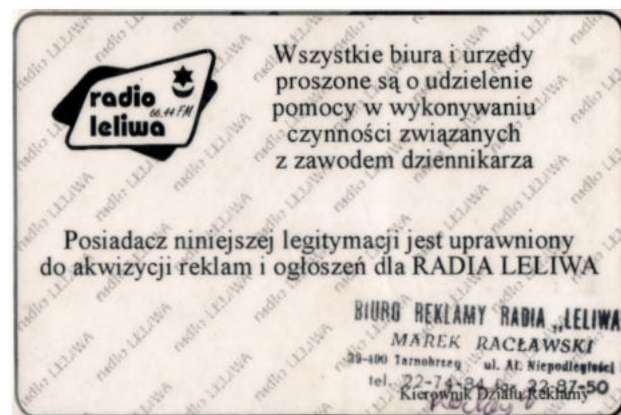 radio
66,44 FM
leliwa
Wszystkie biura i urzędy
proszone są o udzielenie
pomocy w wykonywaniu
czynności związanych
z zawodem dziennikarza
Posiadacz niniejszej legitymacji jest uprawniony
do akwizycji reklam i ogłoszeń dla RADIA LELIWA
BIURO REKLAMY RADIA „LELIWA
MAREK RACŁAWSKI
39-400 Tarnobrzeg ul. Al. Niepodległości
tel. 22-74-34 22-87-50
Kierownik Działu Reklamy